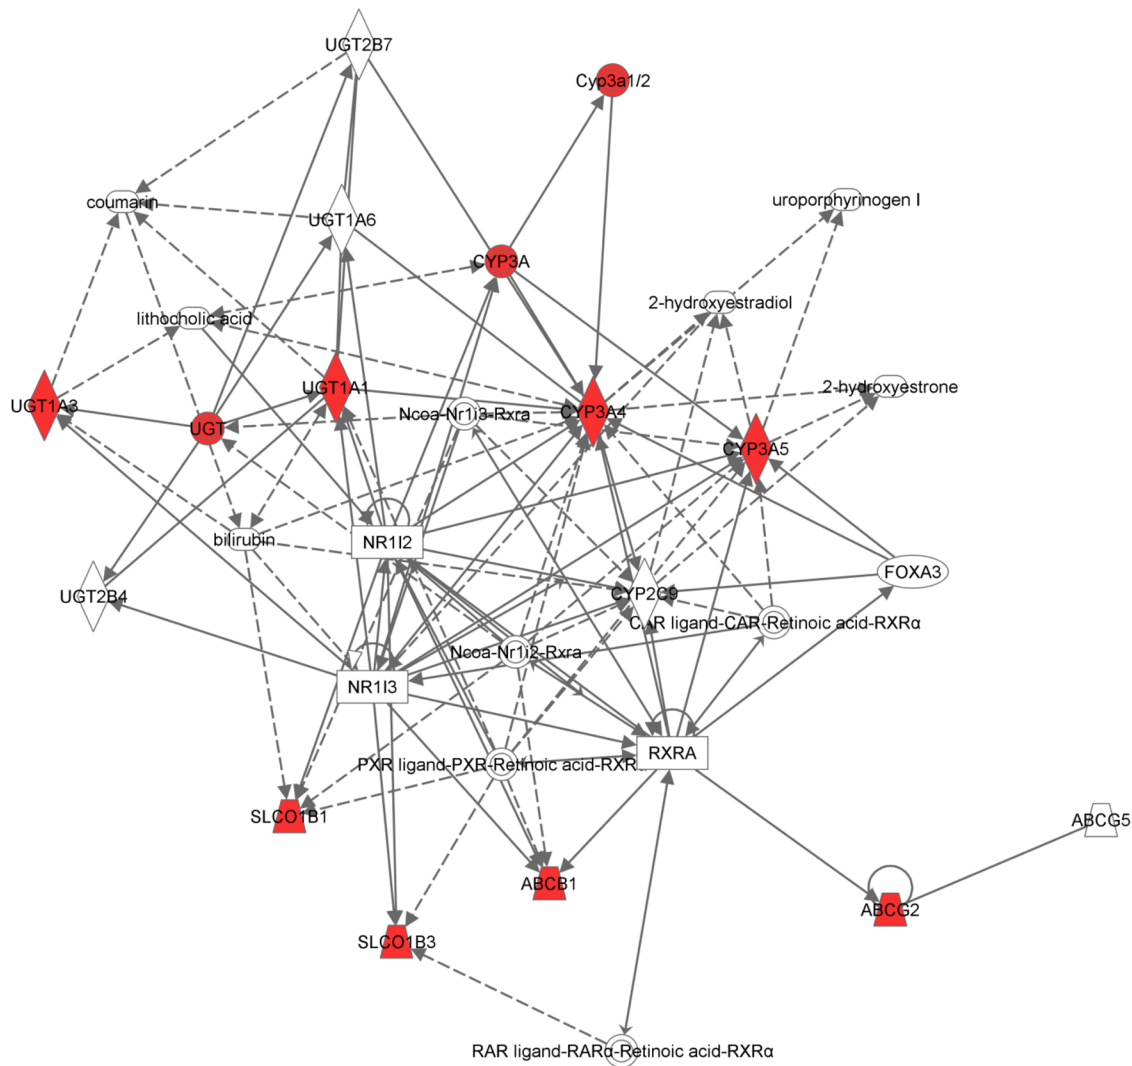 UGT2B7
Cyp3a1/2
coumarin
uroporphyrinogen I
UGT1A6
CYP3A
2-hydroxyestradiol
lithocholic acid
UGT1A1
2-hydroxyestrone
UGT1A3
Ncoa-Nr1i3-Rxra
CYP3A4
UGT
CYP3A5
bilirubin
NR1I2
FOXA3
UGT2B4
CYP2C9
CAR ligand-CAR-Retinoic acid-RXRα
Ncoa-Nr1i2-Rxra
NR1I3
RXRA
PXR ligand-PXR-Retinoic acid-RXR
SLCO1B1
ABCG5
ABCB1
ABCG2
SLCO1B3
RAR ligand-RARα-Retinoic acid-RXRα